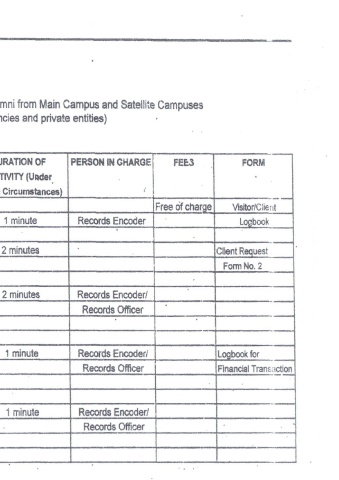 mni from Main Campus and Satellite Campuses
ncies and private entities)
JRATION OF PERSON IN CHARGE FEE3 FORM
TIVITY (Under
Circumstances)
Free of charge Visitor/Client
1 minute Records Encoder Logbook
2 minutes Client Request
Form No. 2
2 minutes Records Encoder/
Records Officer
1 minute Records Encoder/ Logbook for
Records Officer Financial Transaction
1 minute Records Encoder/
Records Officer